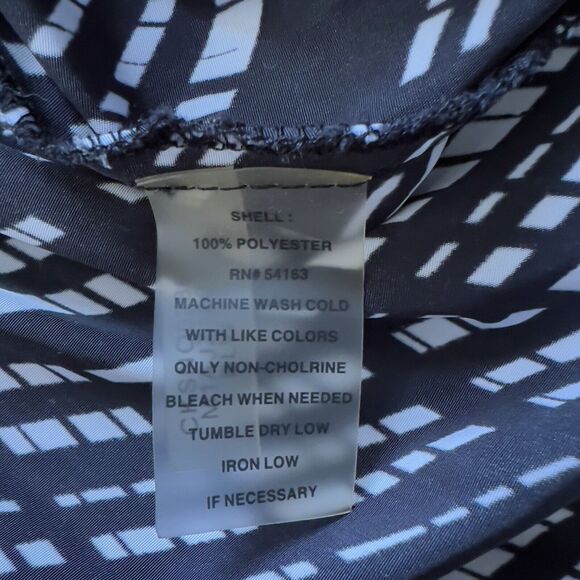 SHELL:
100% POLYESTER
RN# 54163
MACHINE WASH COLD
WITH LIKE COLORS
ONLY NON-CHOLRINE
BLEACH WHEN NEEDED
TUMBLE DRY LOW
IRON LOW
IF NECESSARY